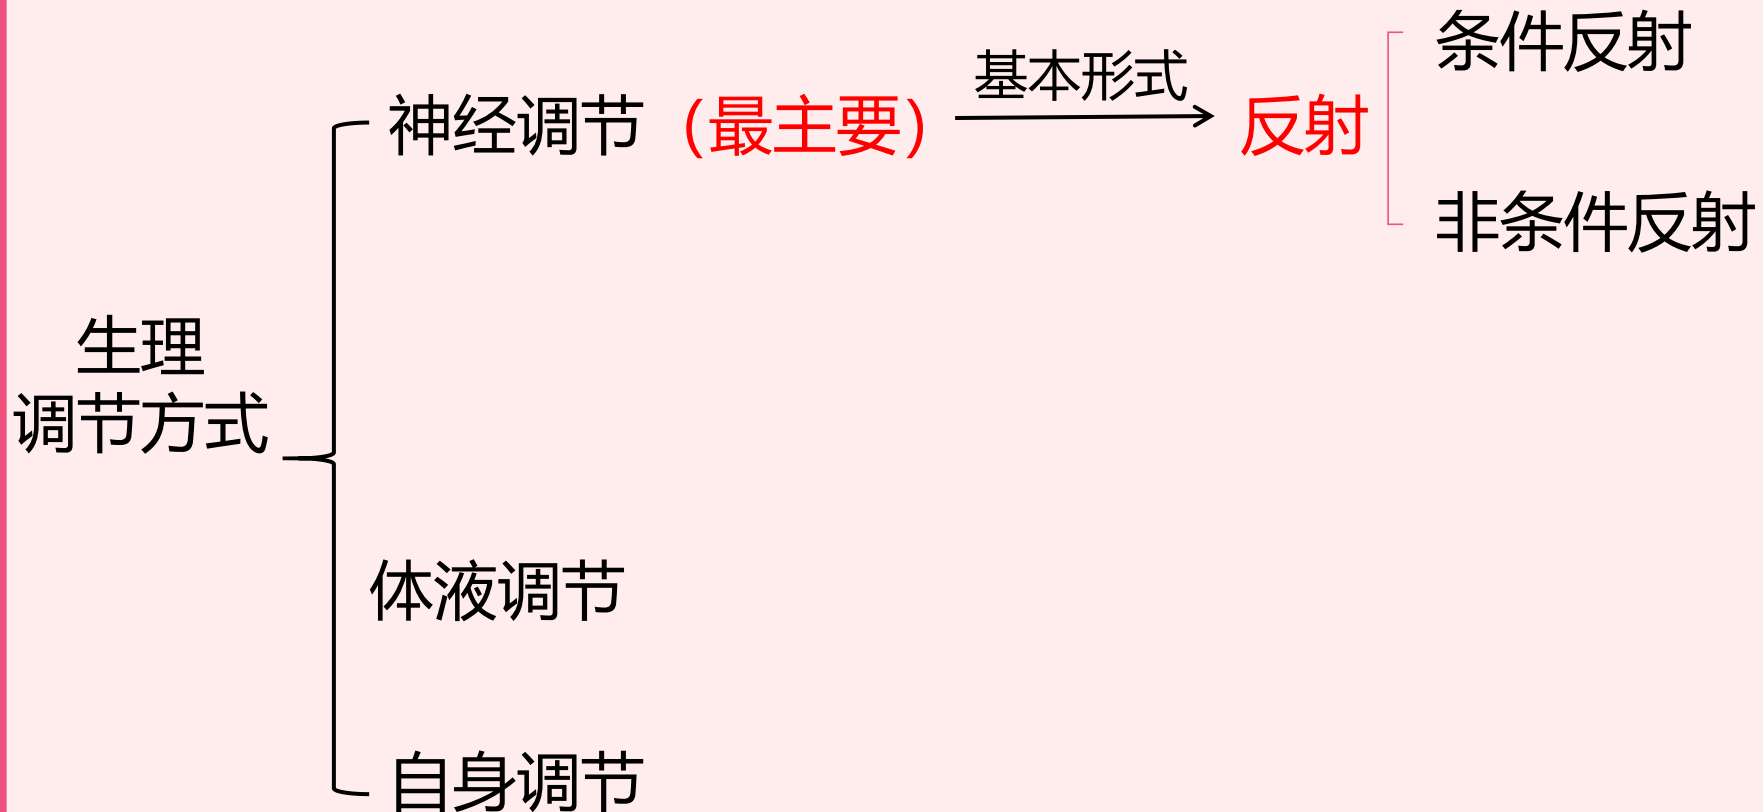 条件反射
基本形式
神经调节（最主要）
反射
非条件反射
生理
调节方式
体液调节
自身调节